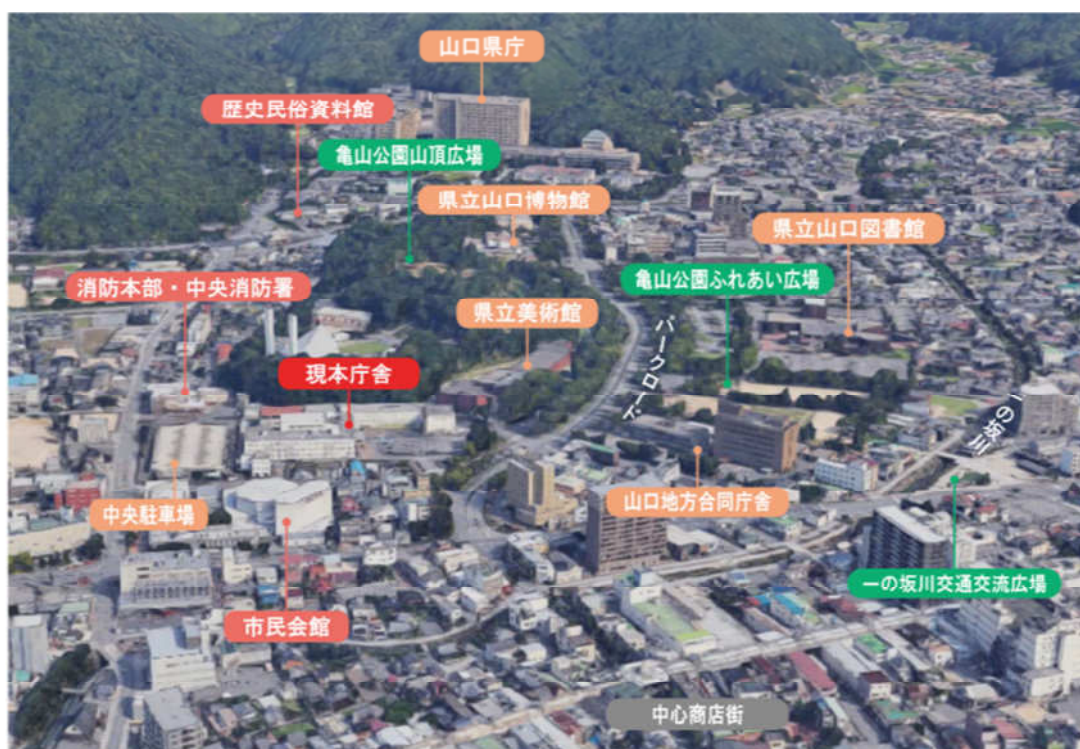 山口県庁
歴史民俗資料館
亀山公園山頂広場
県立山口博物館
県立山口図書館
亀山公園ふれあい広場
消防本部・中央消防署
県立美術館
パークロード
現本庁舎
一の坂川
山口地方合同庁舎
中央駐車場
一の坂川交通交流広場
市民会館
中心商店街